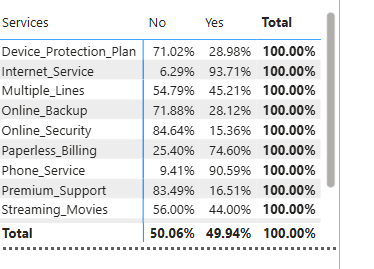 Services No Yes Total
Device_Protection_Plan 71.02% 28.98% 100.00%
Internet_Service 6.29% 93.71% 100.00%
Multiple_Lines 54.79% 45.21% 100.00%
Online_Backup 71.88% 28.12% 100.00%
Online_Security 84.64% 15.36% 100.00%
Paperless_Billing 25.40% 74.60% 100.00%
Phone_Service 9.41% 90.59% 100.00%
Premium_Support 83.49% 16.51% 100.00%
Streaming_Movies 56.00% 44.00% 100.00%
Total 50.06% 49.94% 100.00%